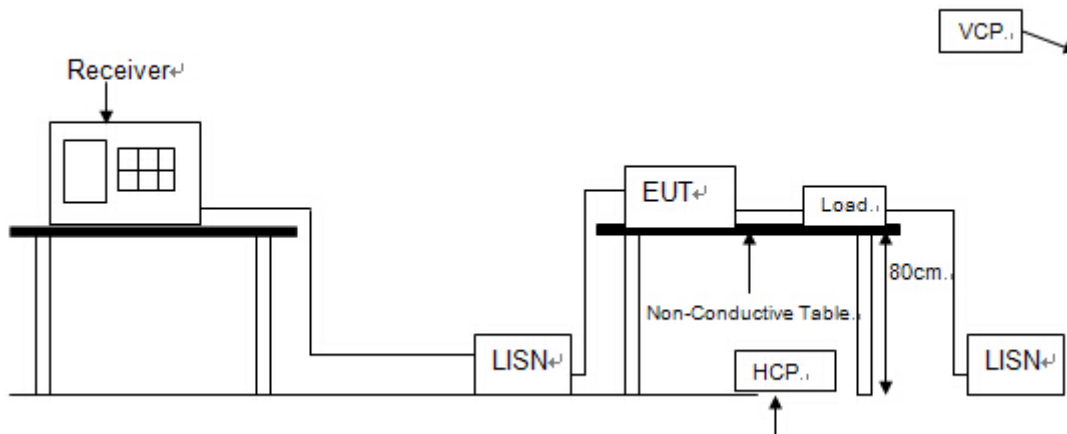 VCP.
Receiver↵
EUT↵
Load.
80cm.
Non-Conductive Table.
LISN↵
HCP.
LISN↵